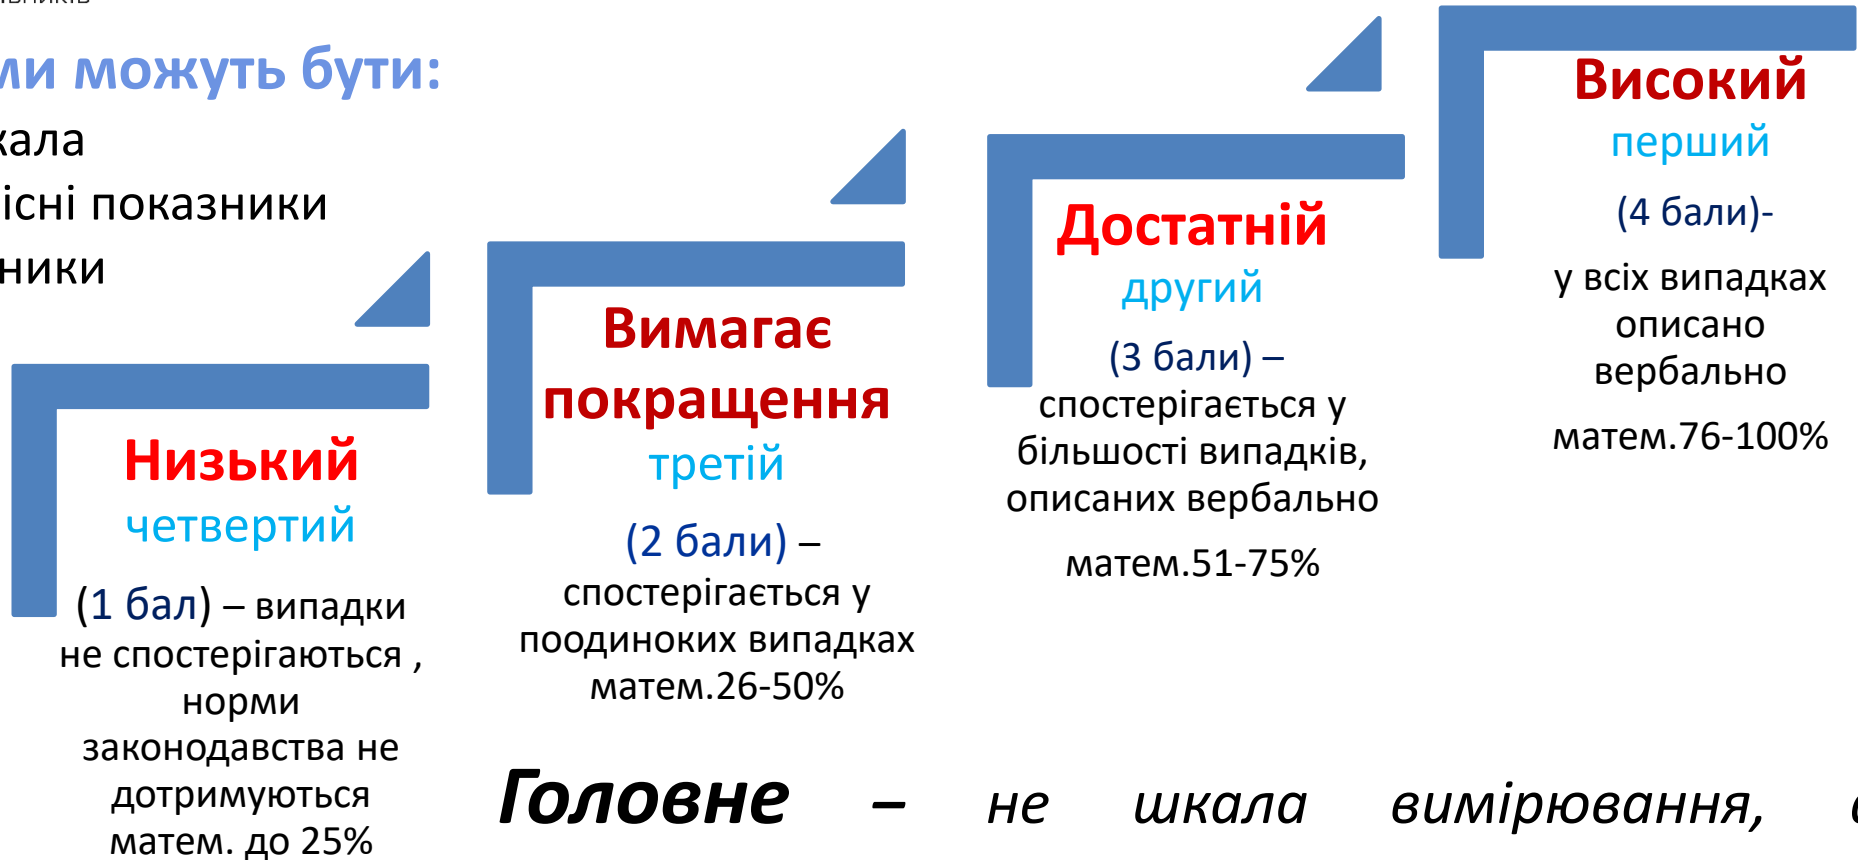 ми можуть бути:
кала
існі показники
ники
Низький
четвертий
(1 бал) – випадки
не спостерігаються ,
норми
законодавства не
дотримуються
матем. до 25%
Вимагає
покращення
третій
(2 бали) –
спостерігається у
поодиноких випадках
матем.26-50%
Достатній
другий
(3 бали) –
спостерігається у
більшості випадків,
описаних вербально
матем.51-75%
Високий
перший
(4 бали)-
у всіх випадках
описано
вербально
матем.76-100%
Головне – не шкала вимірювання,